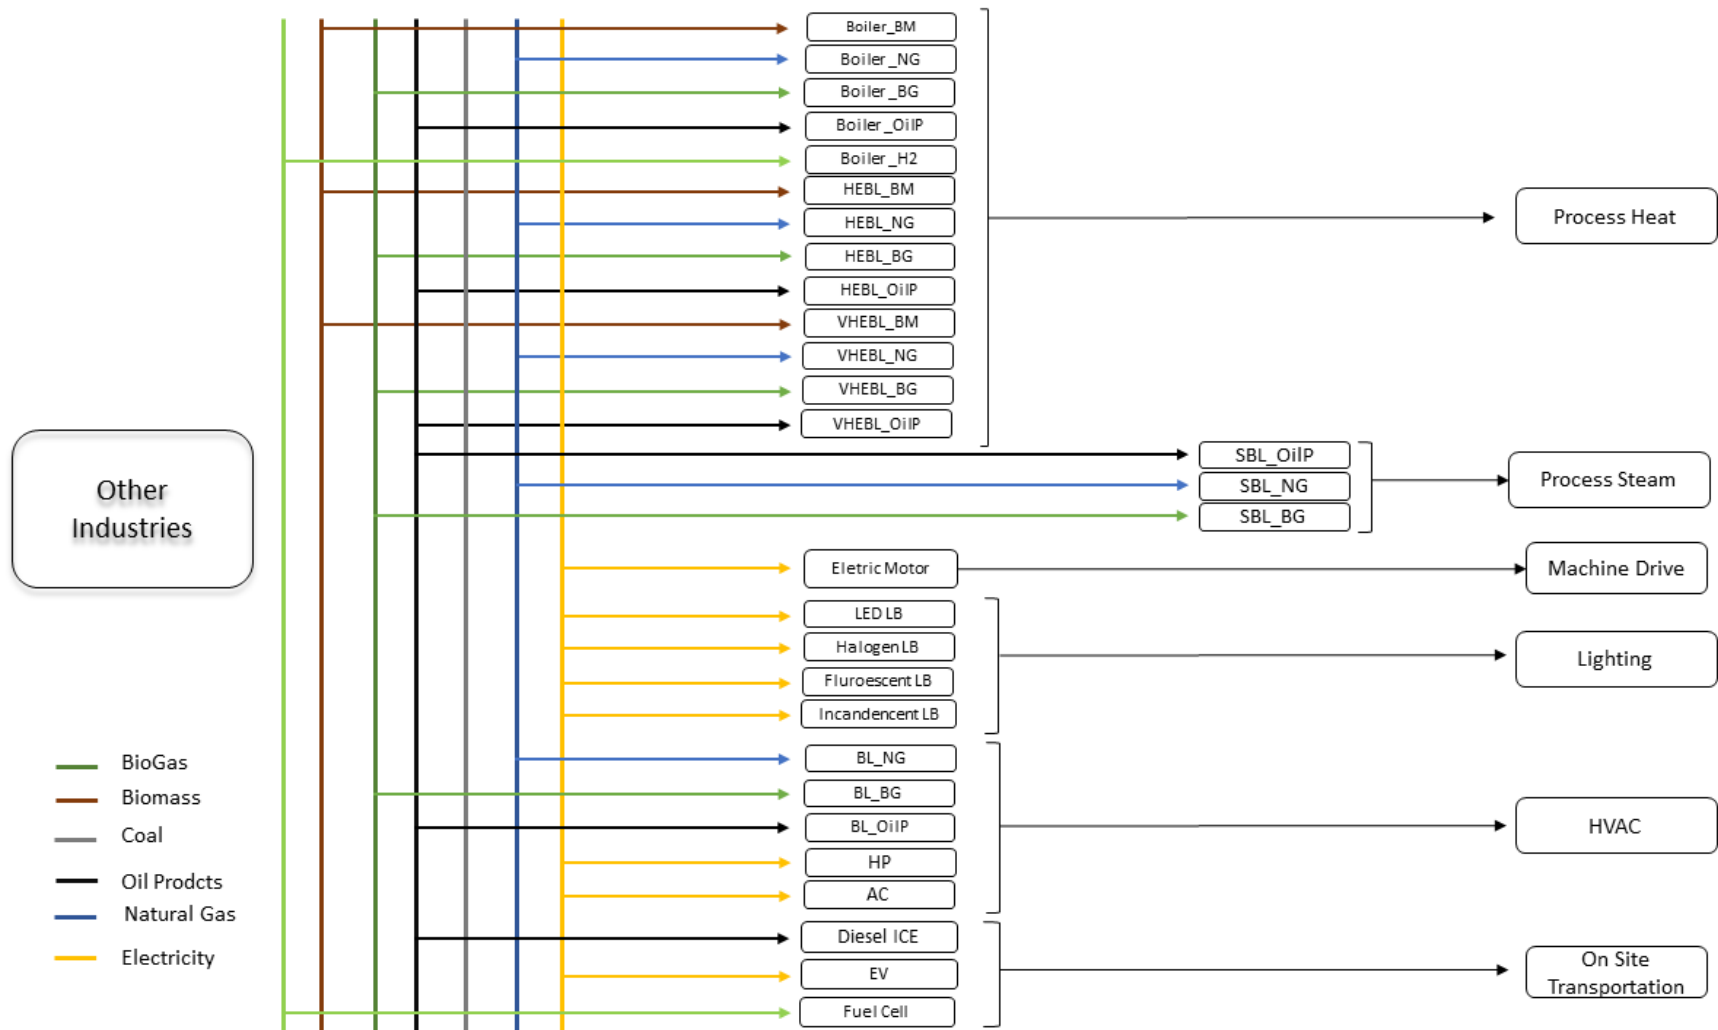 Boiler_BM
Boiler_NG
Boiler_BG
Boiler_OilP
Boiler_H2
HEBL_BM
HEBL_NG
HEBL_BG
HEBL_OilP
VHEBL_BM
VHEBL_NG
VHEBL_BG
VHEBL_OilP
Process Heat
SBL_OilP
SBL_NG
SBL_BG
Process Steam
Other
Industries
Eletric Motor
Machine Drive
LED LB
Halogen LB
Fluroescent LB
Incandencent LB
Lighting
BL_NG
BL_BG
BL_OilP
HP
AC
HVAC
Diesel ICE
EV
Fuel Cell
On Site
Transportation
BioGas
Biomass
Coal
Oil Prodcts
Natural Gas
Electricity